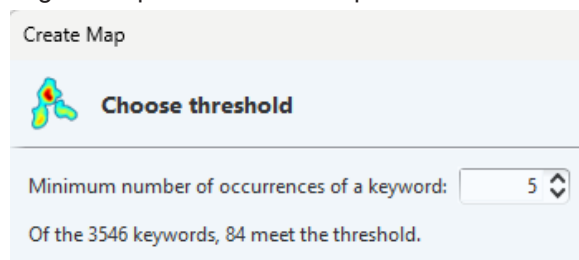 Create Map
Choose threshold
Minimum number of occurrences of a keyword: 5
Of the 3546 keywords, 84 meet the threshold.